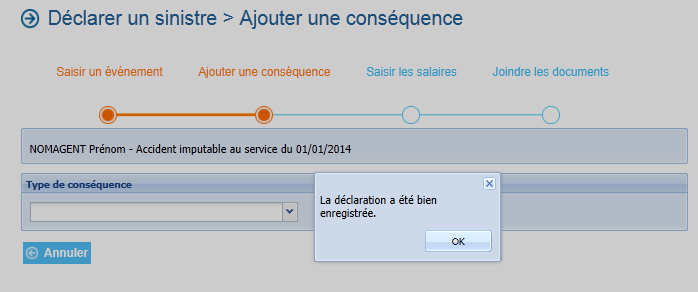 Déclarer un sinistre > Ajouter une conséquence
Saisir un évènement Ajouter une conséquence Saisir les salaires Joindre les documents
NOMAGENT Prénom - Accident imputable au service du 01/01/2014
Type de conséquence
La déclaration a été bien
enregistrée.
OK
Annuler